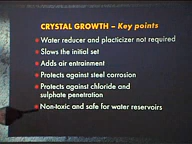 CRYSTAL GROWTH – Key points
Water reducer and placticizer not required
Slows the initial set
Adds air entrainment
Protects against steel corrosion
Protects against chloride and
sulphate penetration
Non-toxic and safe for water reservoirs